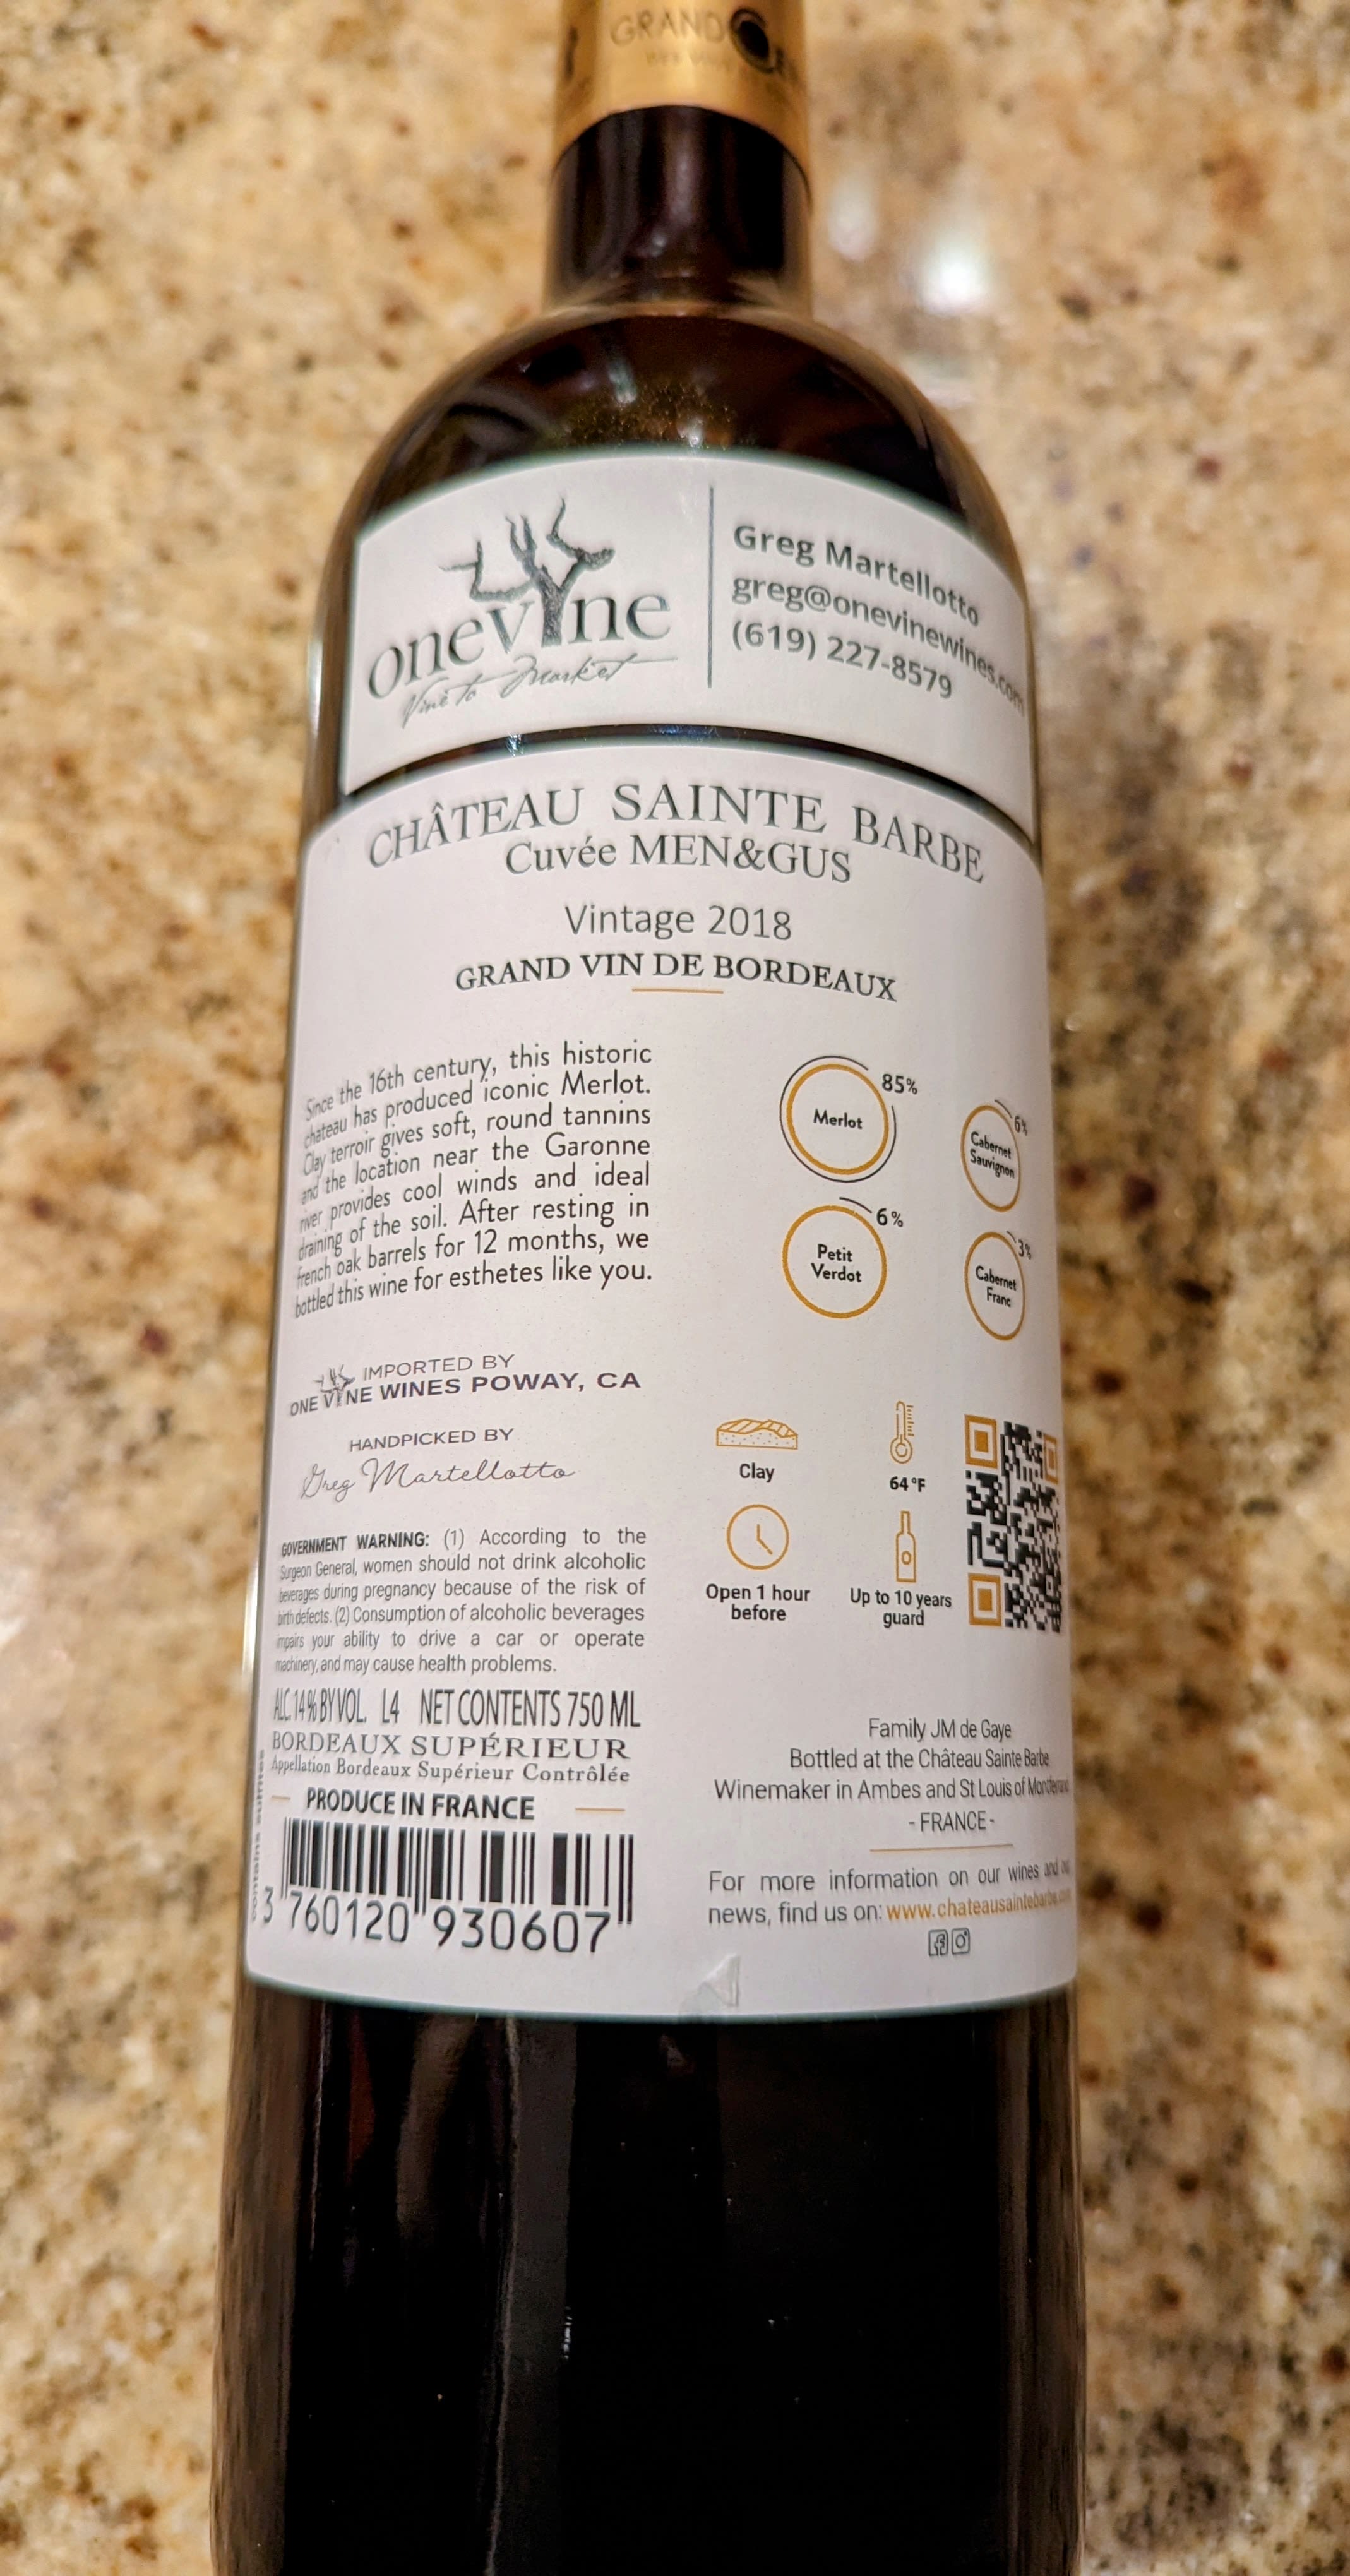 GRAND
onevine
Vine to Market
Greg Martellotto
greg@onevinewines.com
(619) 227-8579
CHÂTEAU SAINTE BARBE
Cuvée MEN&GUS
Vintage 2018
GRAND VIN DE BORDEAUX
Since the 16th century, this historic
chateau has produced iconic Merlot.
Clay terroir gives soft, round tannins
and the location near the Garonne
river provides cool winds and ideal
draining of the soil. After resting in
french oak barrels for 12 months, we
bottled this wine for esthetes like you.
85%
Merlot
6%
Cabernet
Sauvignon
6%
Petit
Verdot
3%
Cabernet
Franc
IMPORTED BY
ONE VINE WINES POWAY, CA
HANDPICKED BY
Greg Martellotto
Clay
64°F
Open 1 hour
before
Up to 10 years
guard
GOVERNMENT WARNING: (1) According to the
Surgeon General, women should not drink alcoholic
beverages during pregnancy because of the risk of
birth defects. (2) Consumption of alcoholic beverages
impairs your ability to drive a car or operate
machinery, and may cause health problems.
ALC. 14% BY VOL. L4 NET CONTENTS 750 ML
BORDEAUX SUPÉRIEUR
Appellation Bordeaux Supérieur Contrôlée
PRODUCE IN FRANCE
contains sulfites
3 760120 930607
Family JM de Gaye
Bottled at the Château Sainte Barbe
Winemaker in Ambes and St Louis of Montferrand
- FRANCE -
For more information on our wines and our
news, find us on: www.chateausaintebarbe.com